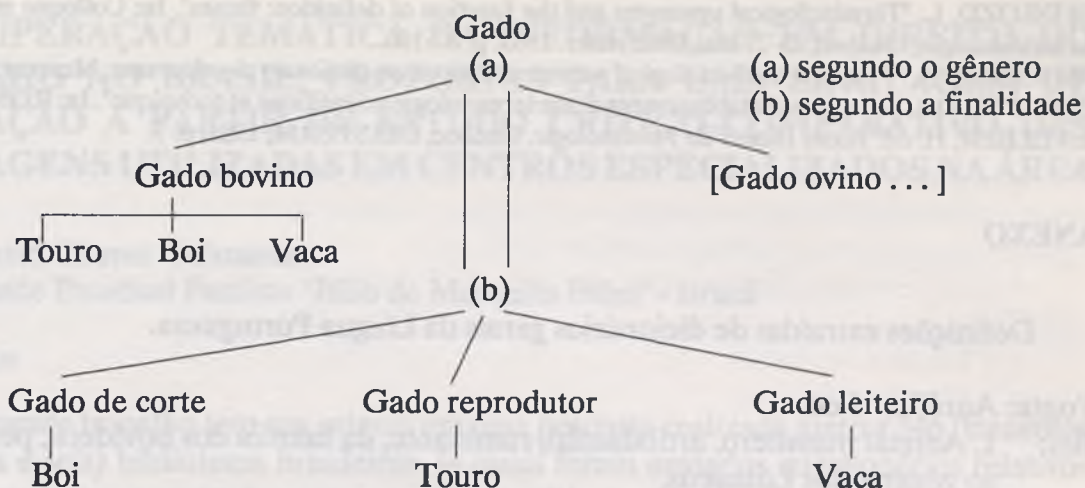 Gado
(a)
(a) segundo o gênero
(b) segundo a finalidade
Gado bovino
[Gado ovino . . . ]
Touro Boi Vaca
(b)
Gado de corte Gado reprodutor Gado leiteiro
Boi Touro Vaca